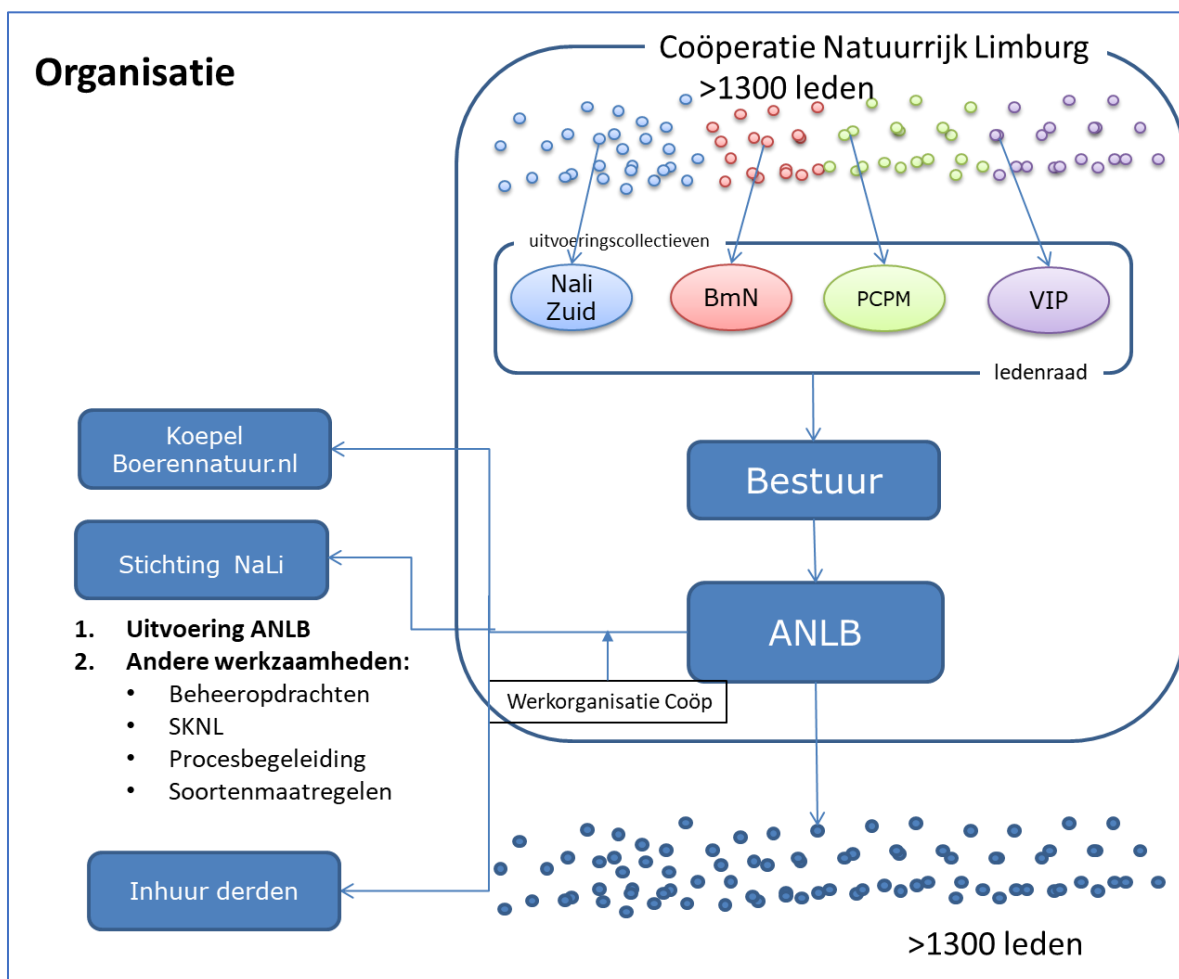 Organisatie
Coöperatie Natuurrijk Limburg
>1300 leden
uitvoeringscollectieven
Nali
Zuid
BmN
PCPM
VIP
ledenraad
Koepel
Boerennatuur.nl
Bestuur
Stichting NaLi
ANLB
1. Uitvoering ANLB
2. Andere werkzaamheden:
• Beheeropdrachten
• SKNL
• Procesbegeleiding
• Soortenmaatregelen
Werkorganisatie Coöp
Inhuur derden
>1300 leden